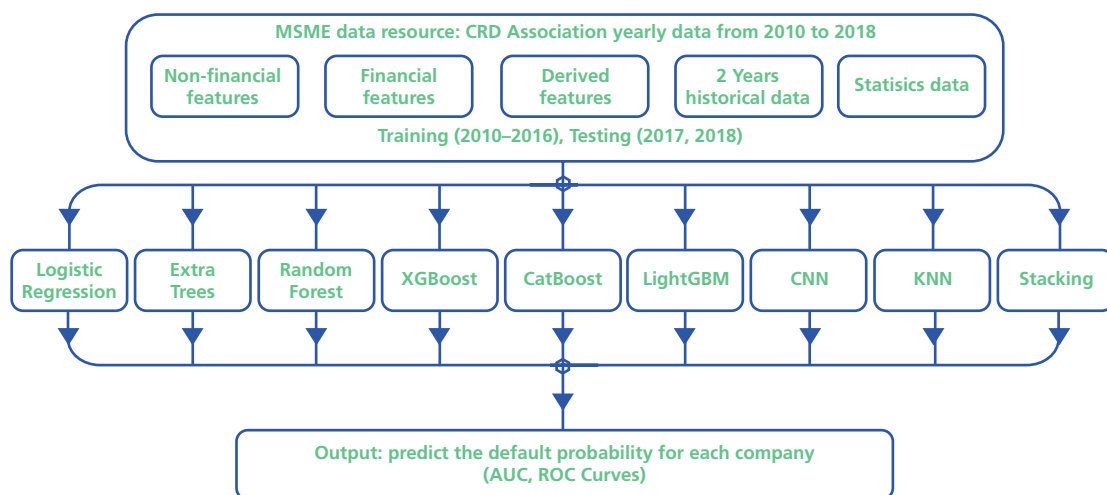 MSME data resource: CRD Association yearly data from 2010 to 2018
Non-financial
features
Financial
features
Derived
features
2 Years
historical data
Statisics data
Training (2010–2016), Testing (2017, 2018)
Logistic
Regression
Extra
Trees
Random
Forest
XGBoost
CatBoost
LightGBM
CNN
KNN
Stacking
Output: predict the default probability for each company
(AUC, ROC Curves)